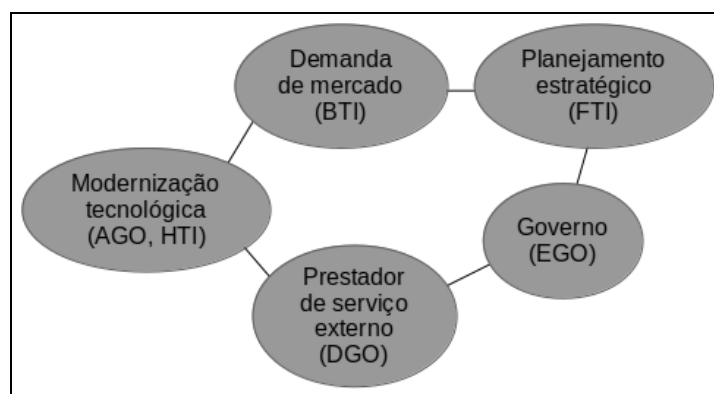 Demanda
de mercado
(BTI)
Planejamento
estratégico
(FTI)
Modernização
tecnológica
(AGO, HTI)
Governo
(EGO)
Prestador
de serviço
externo
(DGO)